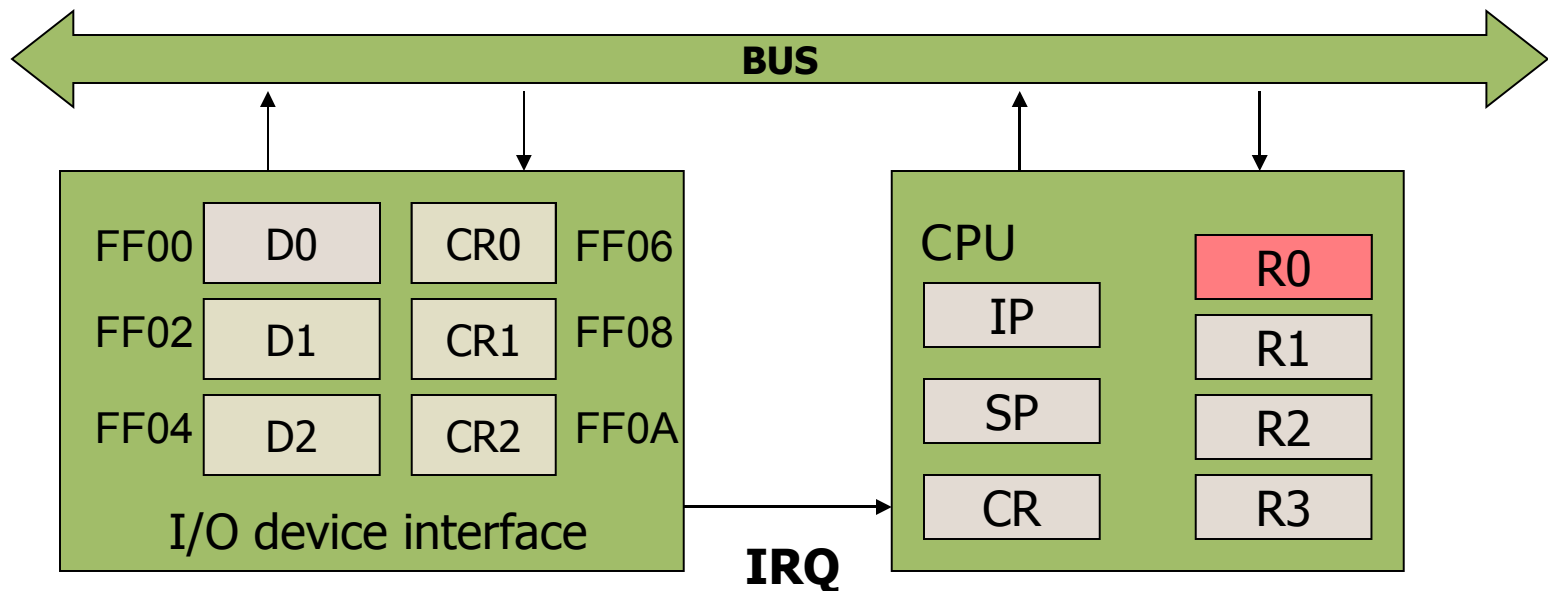 BUS
FF00 D0 CR0 FF06
FF02 D1 CR1 FF08
FF04 D2 CR2 FF0A
I/O device interface
IRQ
CPU
IP
SP
CR
R0
R1
R2
R3